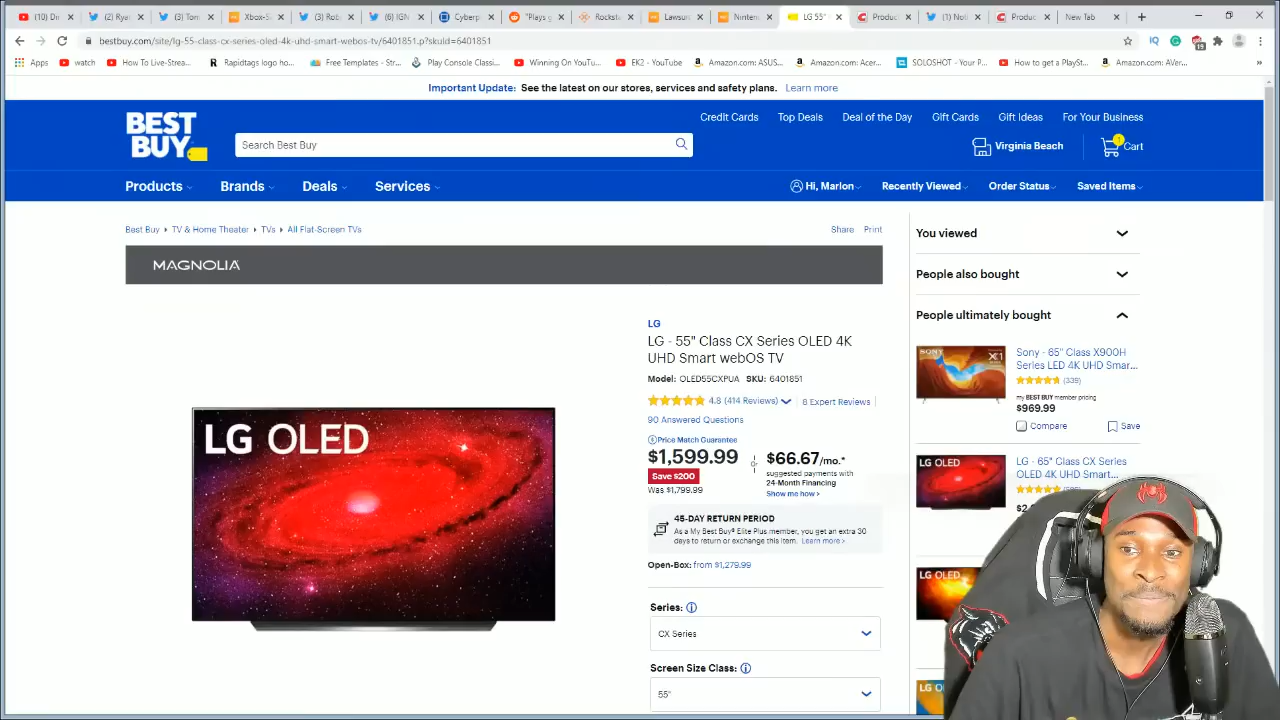 (10) Di
(2) Rya
(3) Tom
Xbox-S
(3) Rob
(6) IGN
Cyberp
"Plays g
Rocksta
Lawsu
Ninten
LG 55"
Produc
(1) Not
Produc
New Tab
bestbuy.com/site/lg-55-class-cx-series-oled-4k-uhd-smart-webos-tv/6401851.p?skuId=6401851
Apps
watch
How To Live-Strea...
Rapidtags logo ho...
Free Templates - Str...
Play Console Classi...
Winning On YouTu...
EK2 - YouTube
Amazon.com: ASUS...
Amazon.com: Acer...
SOLOSHOT - Your P...
How to get a PlaySt...
Amazon.com: AVer...
Important Update: See the latest on our stores, services and safety plans. Learn more
BEST BUY
Search Best Buy
Credit Cards Top Deals Deal of the Day Gift Cards Gift Ideas For Your Business
Virginia Beach
1 Cart
Products Brands Deals Services
Hi, Marlon Recently Viewed Order Status Saved Items
Best Buy TV & Home Theater TVs All Flat-Screen TVs
Share Print
MAGNOLIA
LG OLED
LG
LG - 55" Class CX Series OLED 4K
UHD Smart webOS TV
Model: OLED55CXPUA SKU: 6401851
4.8 (414 Reviews) 8 Expert Reviews
90 Answered Questions
Price Match Guarantee
$1,599.99
Save $200
Was $1,799.99
or
$66.67/mo.*
suggested payments with
24-Month Financing
Show me how >
45-DAY RETURN PERIOD
As a My Best Buy® Elite Plus member, you get an extra 30
days to return or exchange this item. Learn more >
Open-Box: from $1,279.99
Series:
CX Series
Screen Size Class:
55"
You viewed
People also bought
People ultimately bought
SONY
X1
Sony - 65" Class X900H
Series LED 4K UHD Smar...
(339)
my BEST BUY member pricing
$969.99
Compare
Save
LG OLED
LG - 65" Class CX Series
OLED 4K UHD Smart...
LG OLED
LG OL